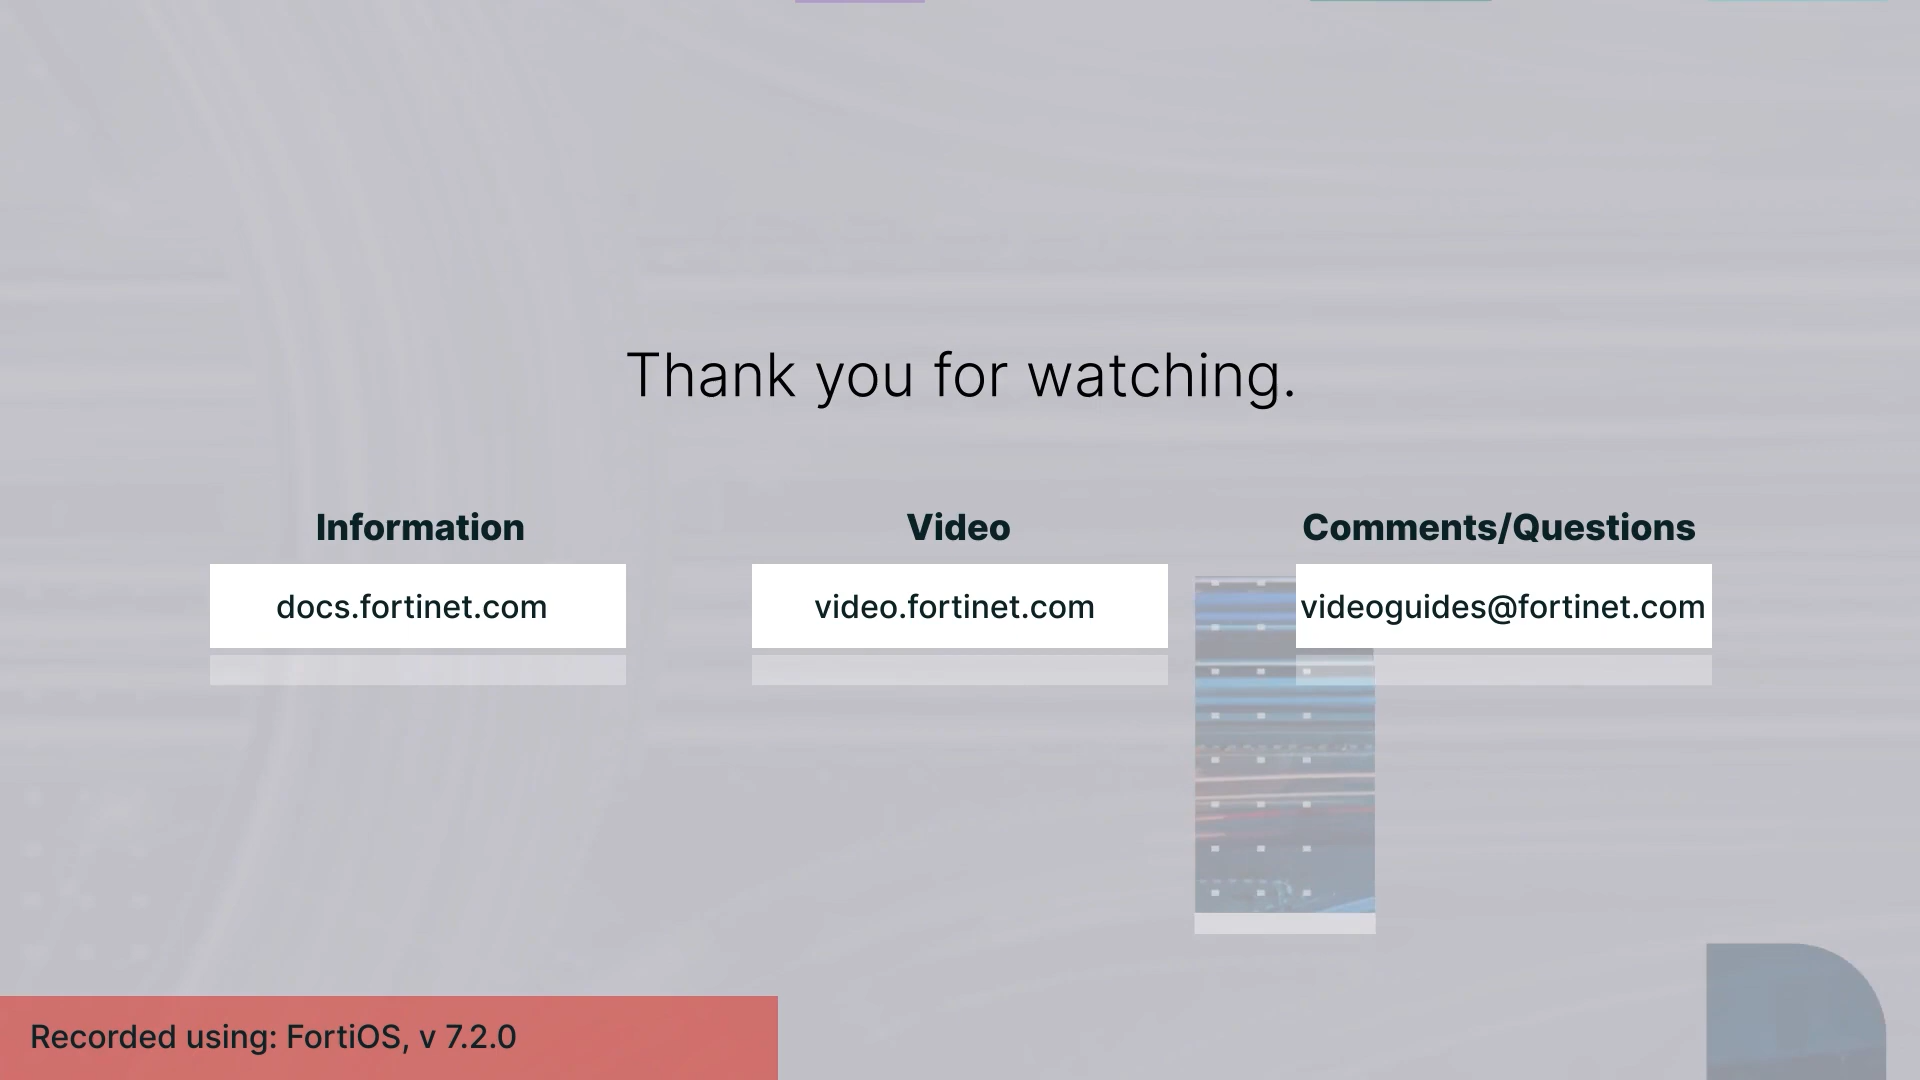 Thank you for watching.
Information
docs.fortinet.com
Video
video.fortinet.com
Comments/Questions
videoguides@fortinet.com
Recorded using: FortiOS, v 7.2.0